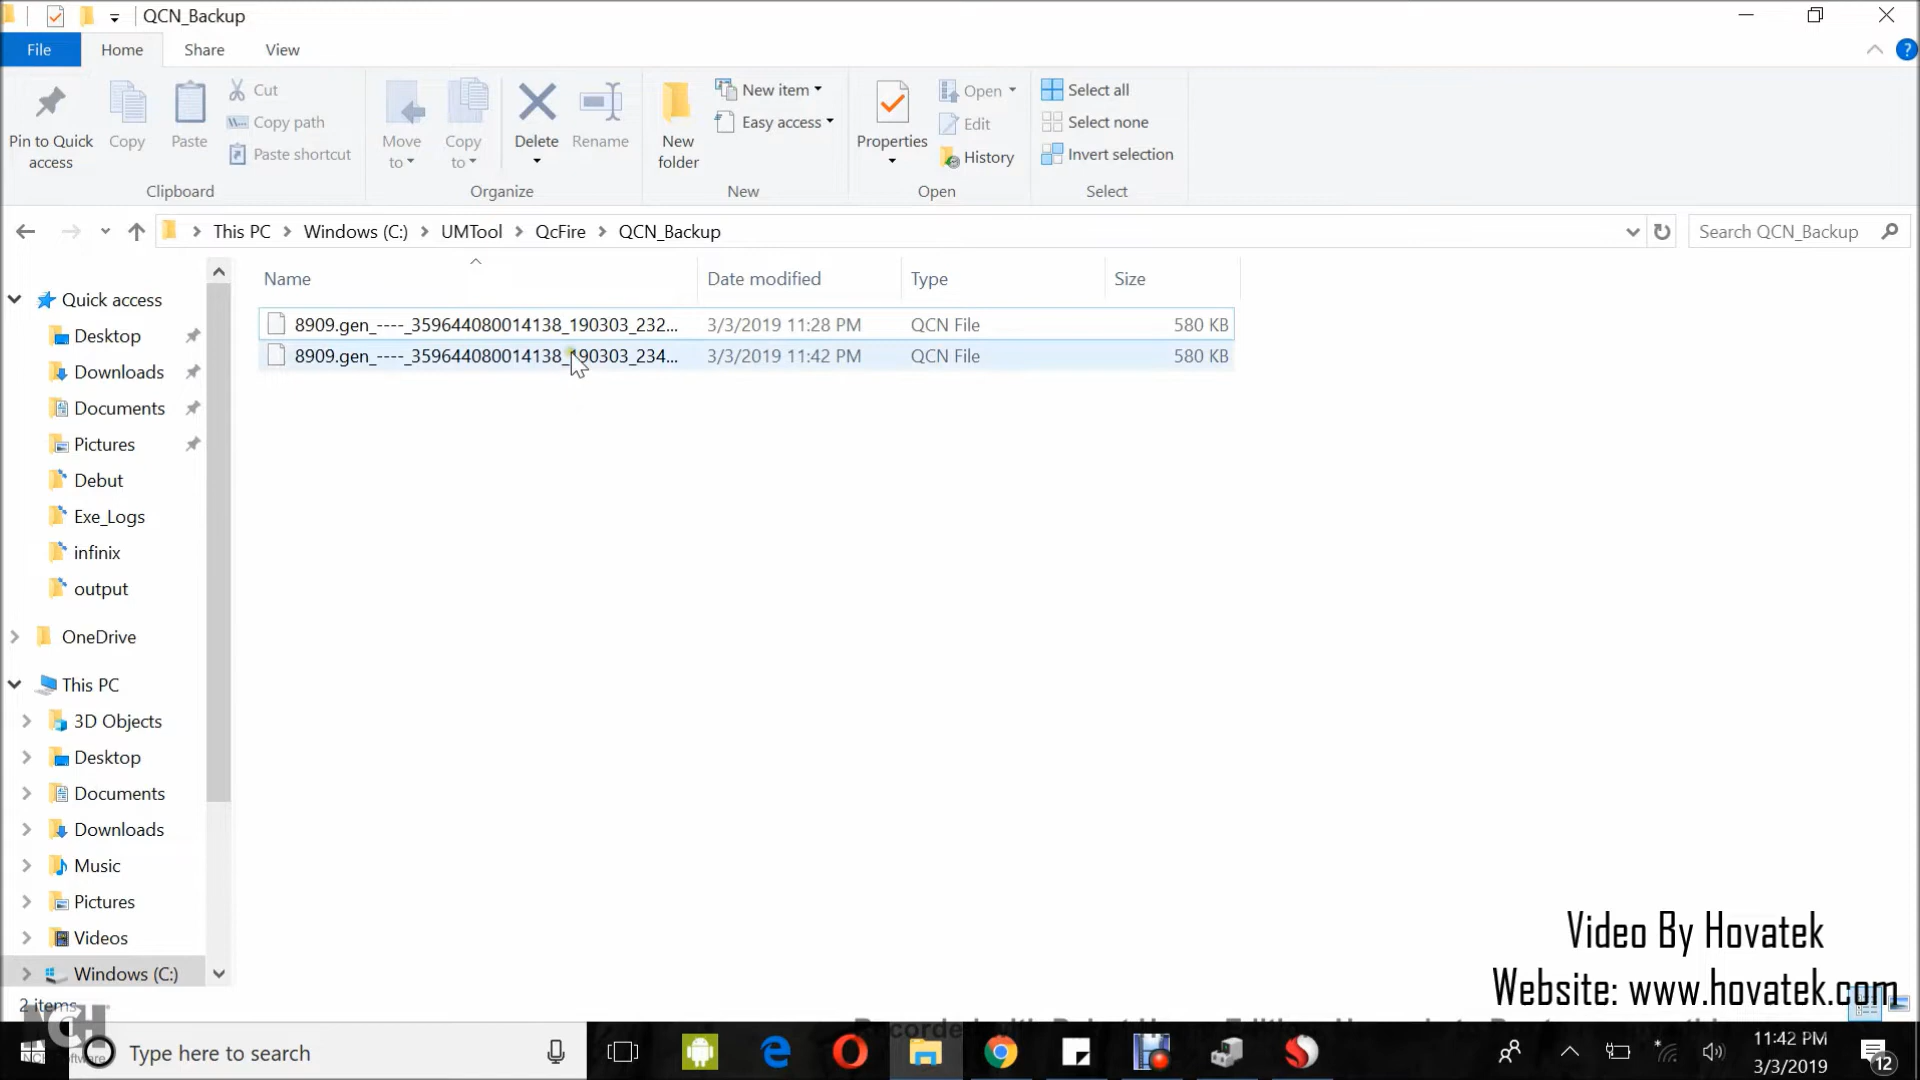 QCN_Backup
File Home Share View
Pin to Quick access
Copy
Paste
Cut
Copy path
Paste shortcut
Clipboard
Move to
Copy to
Delete
Rename
Organize
New folder
New item
Easy access
New
Properties
Open
Edit
History
Open
Select all
Select none
Invert selection
Select
This PC > Windows (C:) > UMTool > QcFire > QCN_Backup
Search QCN_Backup
Name Date modified Type Size
8909.gen_----_359644080014138_190303_232... 3/3/2019 11:28 PM QCN File 580 KB
8909.gen_----_359644080014138_190303_234... 3/3/2019 11:42 PM QCN File 580 KB
Quick access
Desktop
Downloads
Documents
Pictures
Debut
Exe_Logs
infinix
output
OneDrive
This PC
3D Objects
Desktop
Documents
Downloads
Music
Pictures
Videos
Windows (C:)
2 items
Video By Hovatek
Website: www.hovatek.com
NCH
Software
Type here to search
11:42 PM
3/3/2019
12